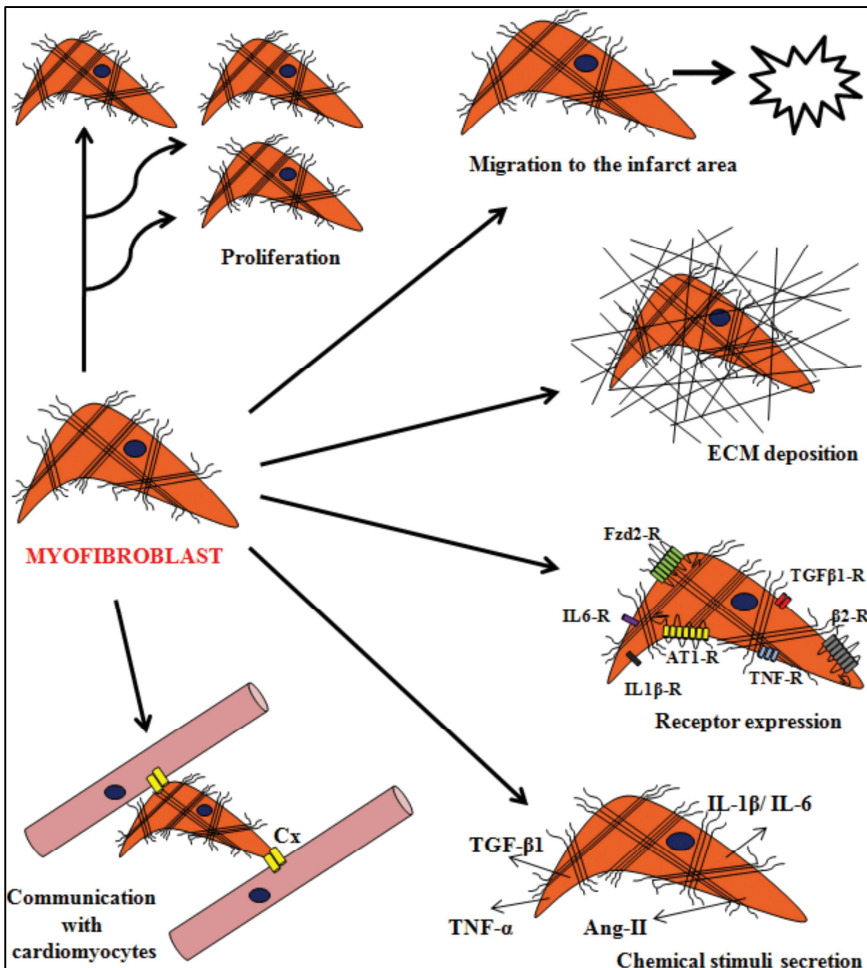 Migration to the infarct area
Proliferation
ECM deposition
MYOFIBROBLAST
Fzd2-R
TGFβ1-R
IL6-R
β2-R
AT1-R
TNF-R
IL1β-R
Receptor expression
IL-1β/ IL-6
Cx
TGF-β1
Communication
with
cardiomyocytes
TNF-α
Ang-II
Chemical stimuli secretion